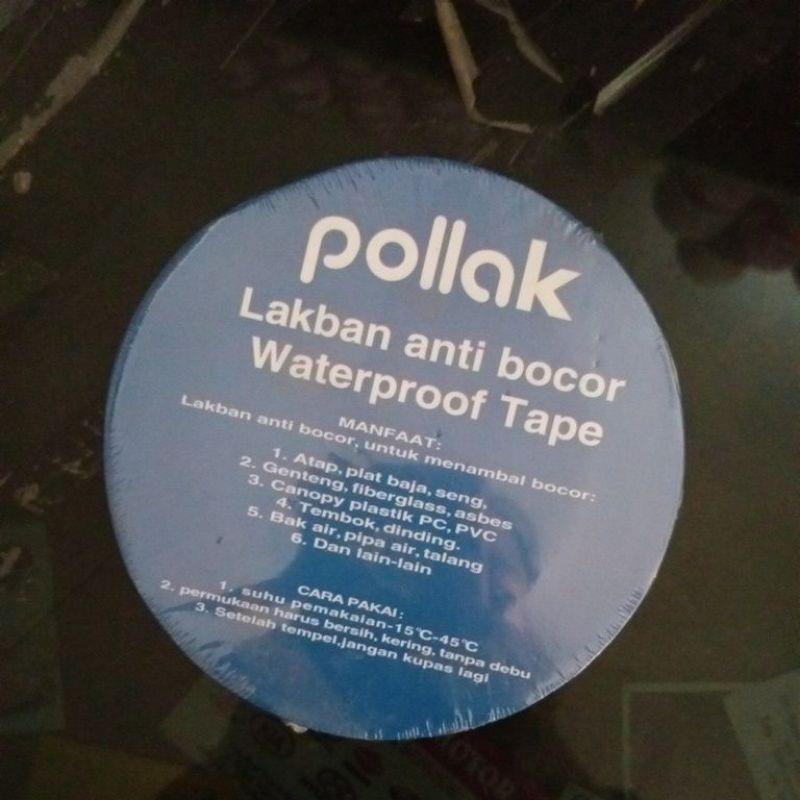 pollak
Lakban anti bocor
Waterproof Tape
MANFAAT:
Lakban anti bocor, untuk menambal bocor:
1. Atap, plat baja, seng,
2. Genteng, fiberglass, asbes
3. Canopy plastik PC, PVC
4. Tembok, dinding.
5. Bak air, pipa air, talang
6. Dan lain-lain
CARA PAKAI:
1. suhu pemakaian-15℃-45℃
2. permukaan harus bersih, kering, tanpa debu
3. Setelah tempel,jangan kupas lagi
MOTOR